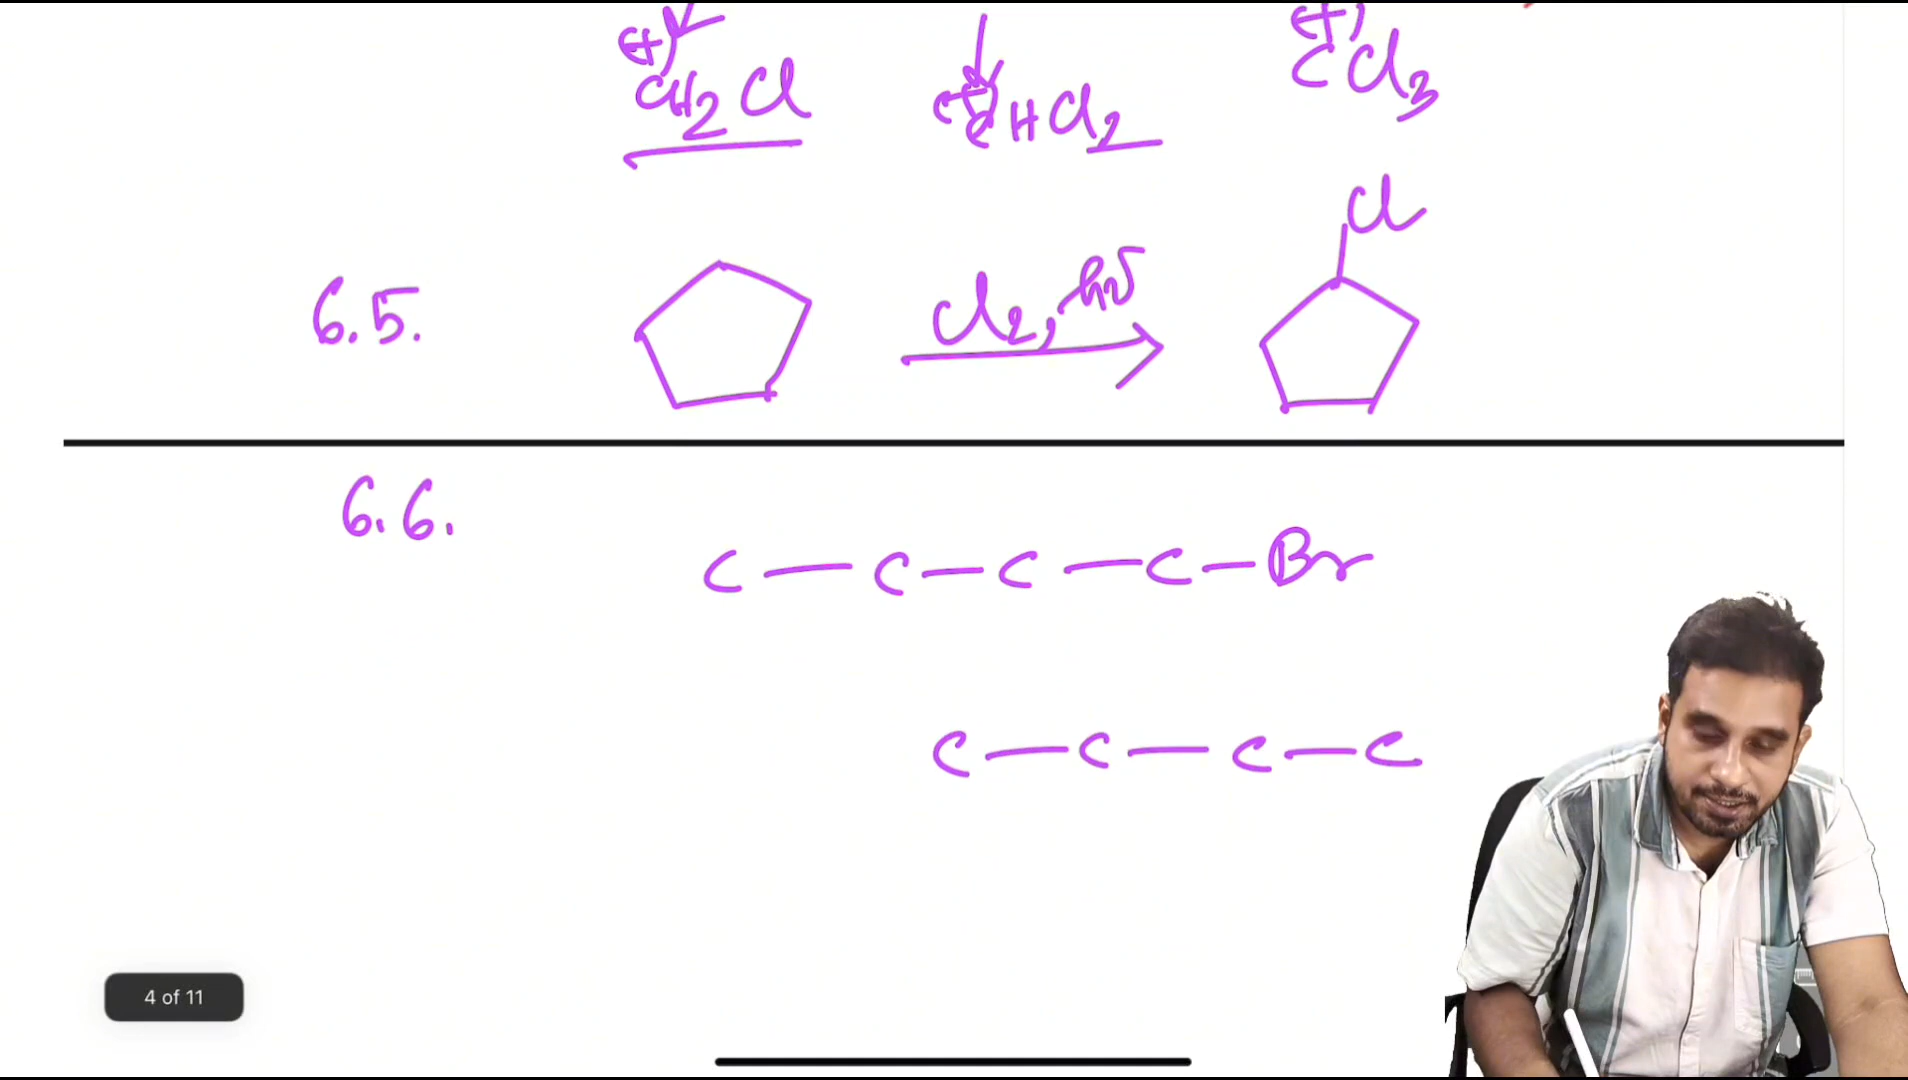 (+) (+) (+)
CH2Cl CHCl2 CCl3
Cl
6.5. Cl2, hν
6.6.
C — C — C — C — Br
C — C — C — C
4 of 11